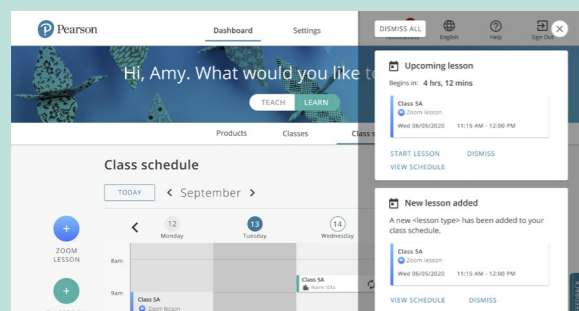 Pearson
Dashboard
Settings
DISMISS ALL
English
Help
Sign Out
Hi, Amy. What would you like to
TEACH
LEARN
Products
Classes
Class s
Class schedule
TODAY
September
12
Monday
13
Tuesday
14
Wednesday
ZOOM
LESSON
8am
9am
Class 5A
Room 10a
Class 5A
Zoom lesson
Upcoming lesson
Begins in: 4 hrs, 12 mins
Class 5A
Zoom lesson
Wed 06/05/2020 11:15 AM - 12:00 PM
START LESSON
DISMISS
VIEW SCHEDULE
New lesson added
A new <lesson type> has been added to your
class schedule.
Class 5A
Zoom lesson
Wed 06/05/2020 11:15 AM - 12:00 PM
VIEW SCHEDULE
DISMISS